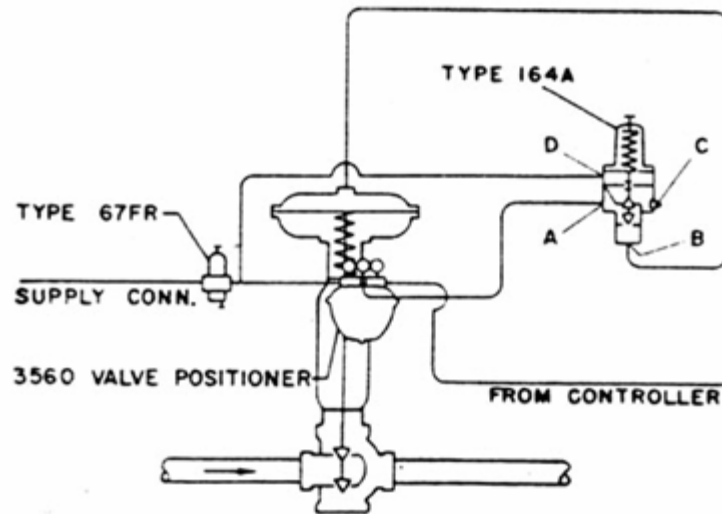 TYPE 164A
D
C
TYPE 67FR
A
B
SUPPLY CONN.
3560 VALVE POSITIONER
FROM CONTROLLER